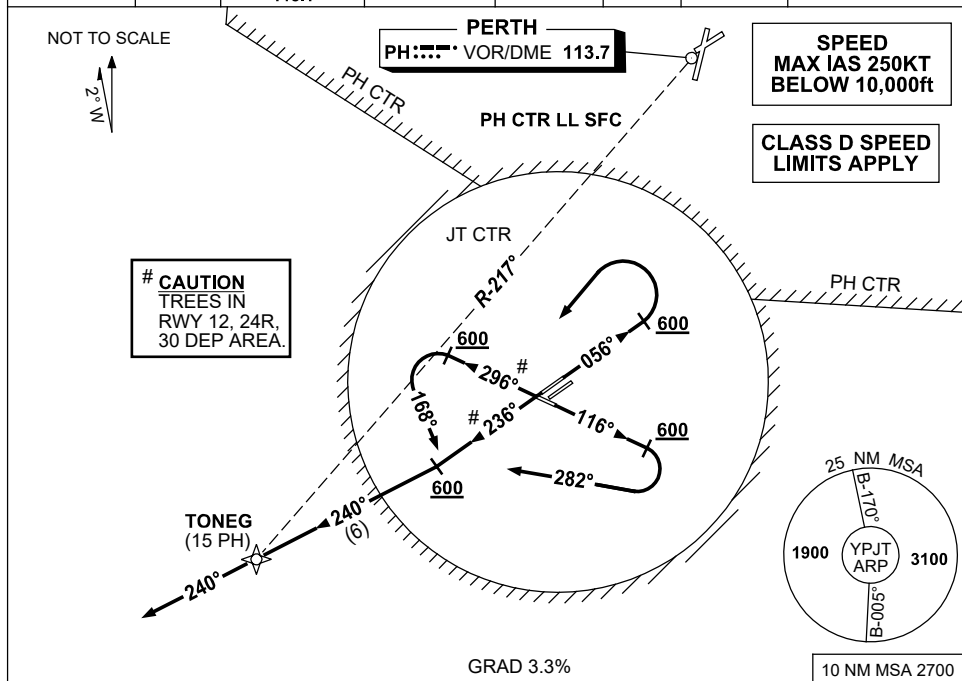 NOT TO SCALE
2° W
PH CTR
PERTH
PH VOR/DME 113.7
SPEED
MAX IAS 250KT
BELOW 10,000ft
PH CTR LL SFC
CLASS D SPEED
LIMITS APPLY
JT CTR
R-217°
PH CTR
# CAUTION
TREES IN
RWY 12, 24R,
30 DEP AREA.
600
056°
600
296°
#
168°
#
236°
116°
600
282°
600
240°
(6)
TONEG
(15 PH)
240°
25 NM MSA
B-170°
1900
YPJT
ARP
3100
B-005°
GRAD 3.3%
10 NM MSA 2700